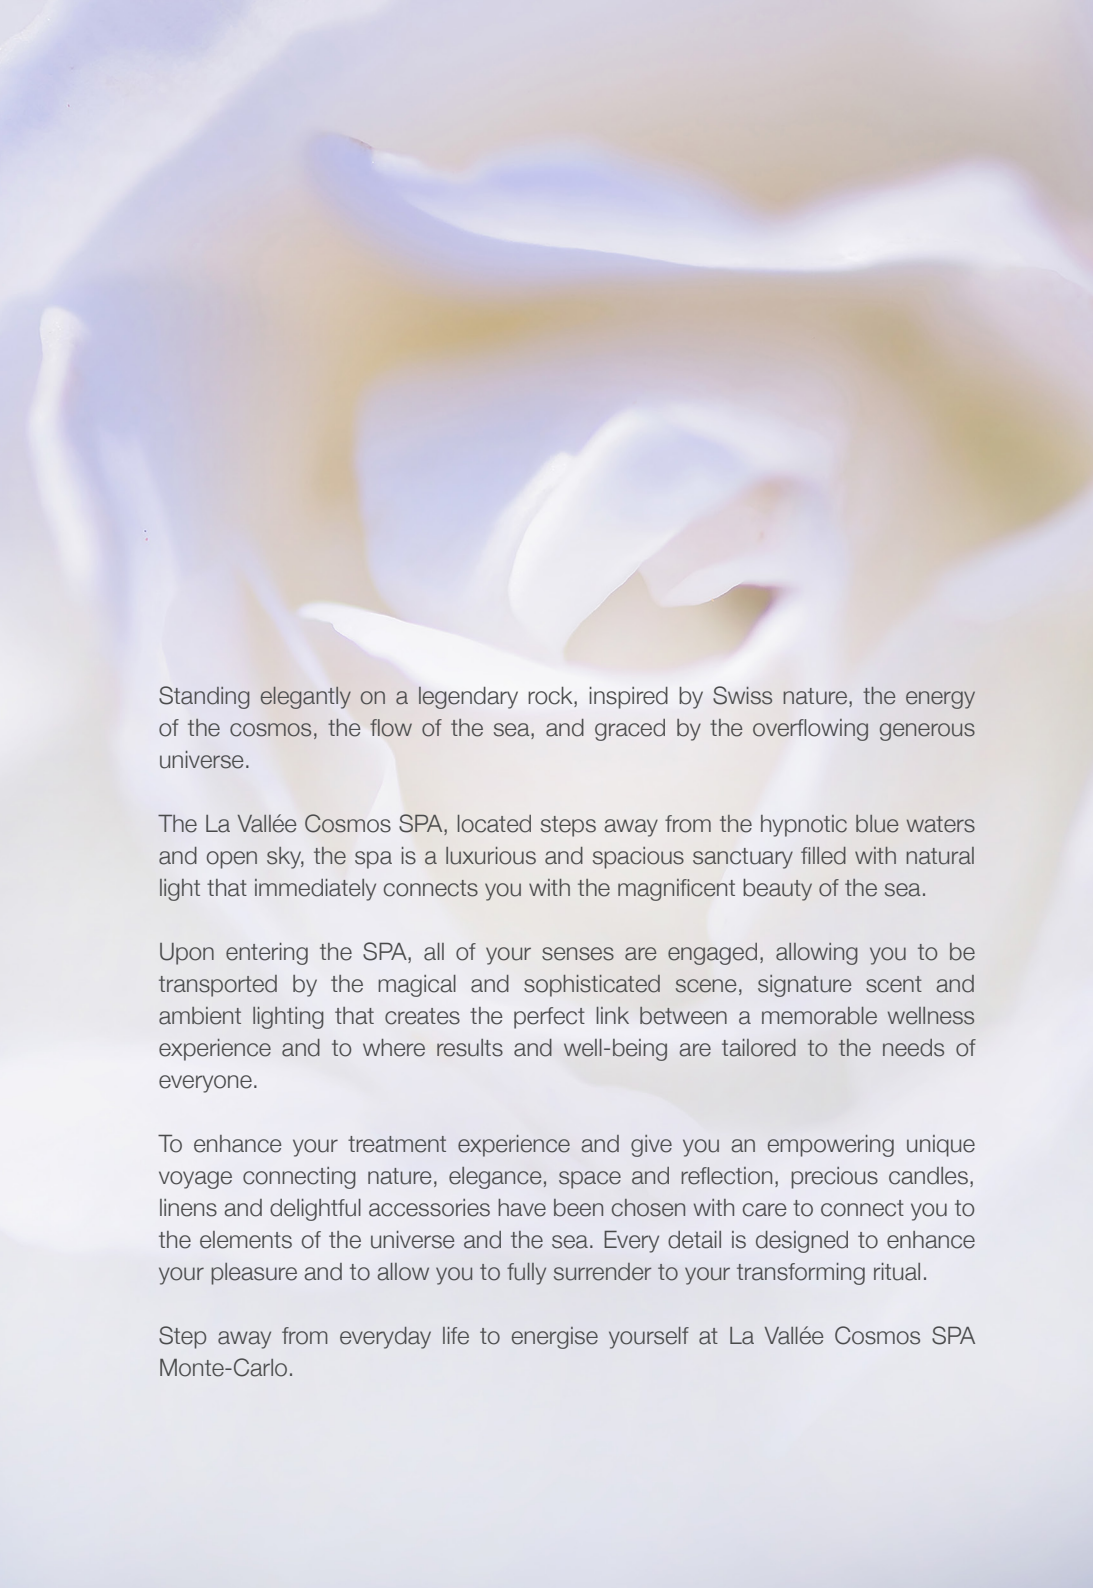 Standing elegantly on a legendary rock, inspired by Swiss nature, the energy
of the cosmos, the flow of the sea, and graced by the overflowing generous
universe.
The La Vallée Cosmos SPA, located steps away from the hypnotic blue waters
and open sky, the spa is a luxurious and spacious sanctuary filled with natural
light that immediately connects you with the magnificent beauty of the sea.
Upon entering the SPA, all of your senses are engaged, allowing you to be
transported by the magical and sophisticated scene, signature scent and
ambient lighting that creates the perfect link between a memorable wellness
experience and to where results and well-being are tailored to the needs of
everyone.
To enhance your treatment experience and give you an empowering unique
voyage connecting nature, elegance, space and reflection, precious candles,
linens and delightful accessories have been chosen with care to connect you to
the elements of the universe and the sea. Every detail is designed to enhance
your pleasure and to allow you to fully surrender to your transforming ritual.
Step away from everyday life to energise yourself at La Vallée Cosmos SPA
Monte-Carlo.